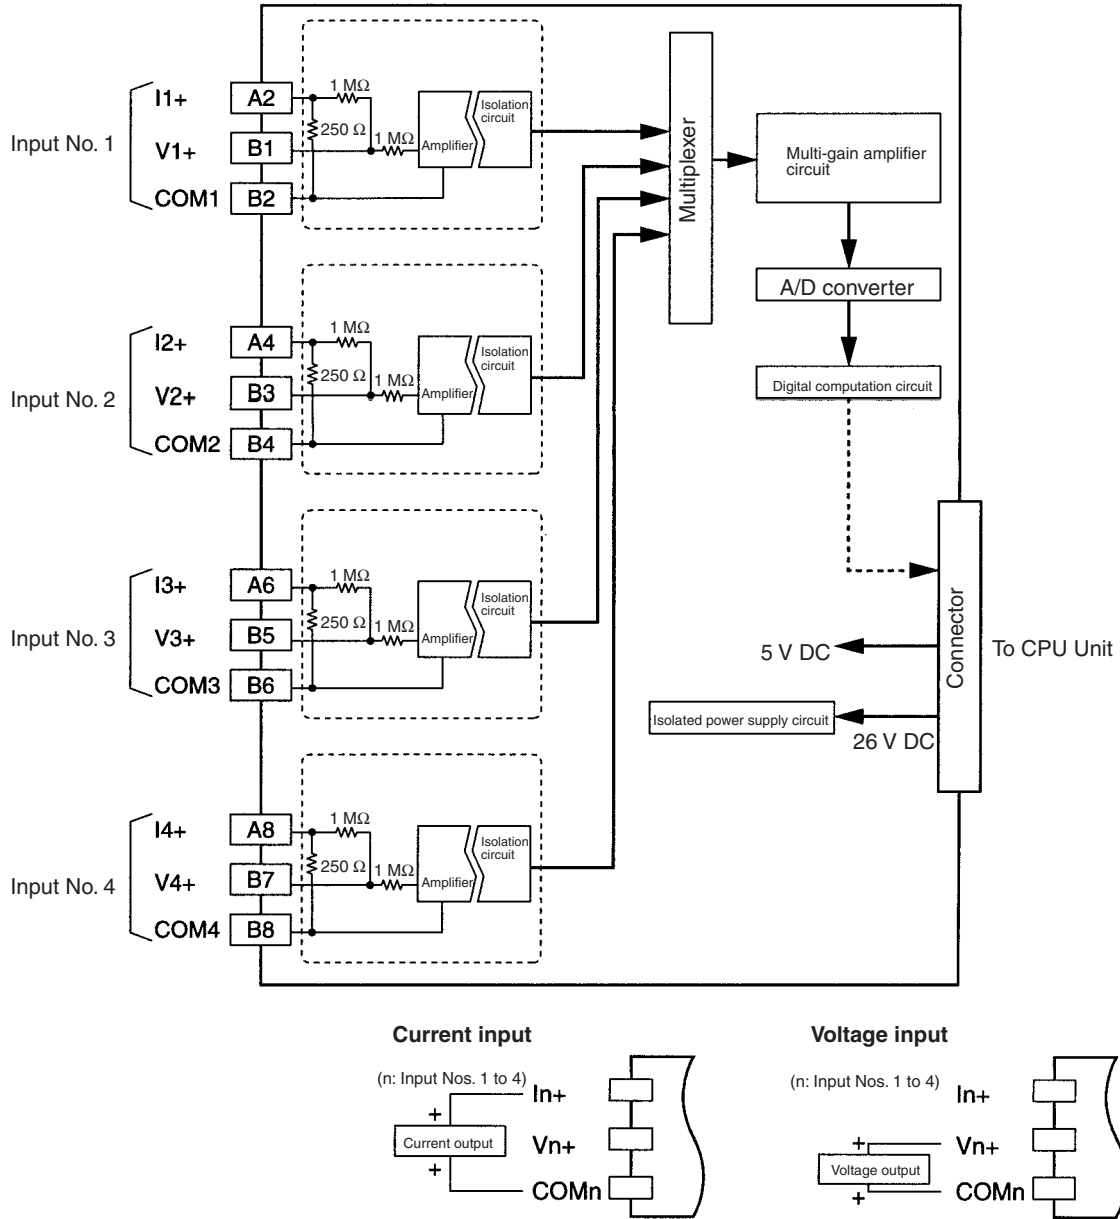 Input No. 1
I1+
A2
V1+
B1
COM1
B2
1 MΩ
250 Ω
1 MΩ
Amplifier
Isolation
circuit
Input No. 2
I2+
A4
V2+
B3
COM2
B4
1 MΩ
250 Ω
1 MΩ
Amplifier
Isolation
circuit
Input No. 3
I3+
A6
V3+
B5
COM3
B6
1 MΩ
250 Ω
1 MΩ
Amplifier
Isolation
circuit
Input No. 4
I4+
A8
V4+
B7
COM4
B8
1 MΩ
250 Ω
1 MΩ
Amplifier
Isolation
circuit
Multiplexer
Multi-gain amplifier
circuit
A/D converter
Digital computation circuit
Connector
To CPU Unit
5 V DC
Isolated power supply circuit
26 V DC
Current input
(n: Input Nos. 1 to 4)
In+
+
Current output
Vn+
+
COMn
Voltage input
(n: Input Nos. 1 to 4)
In+
+
Vn+
Voltage output
+
COMn